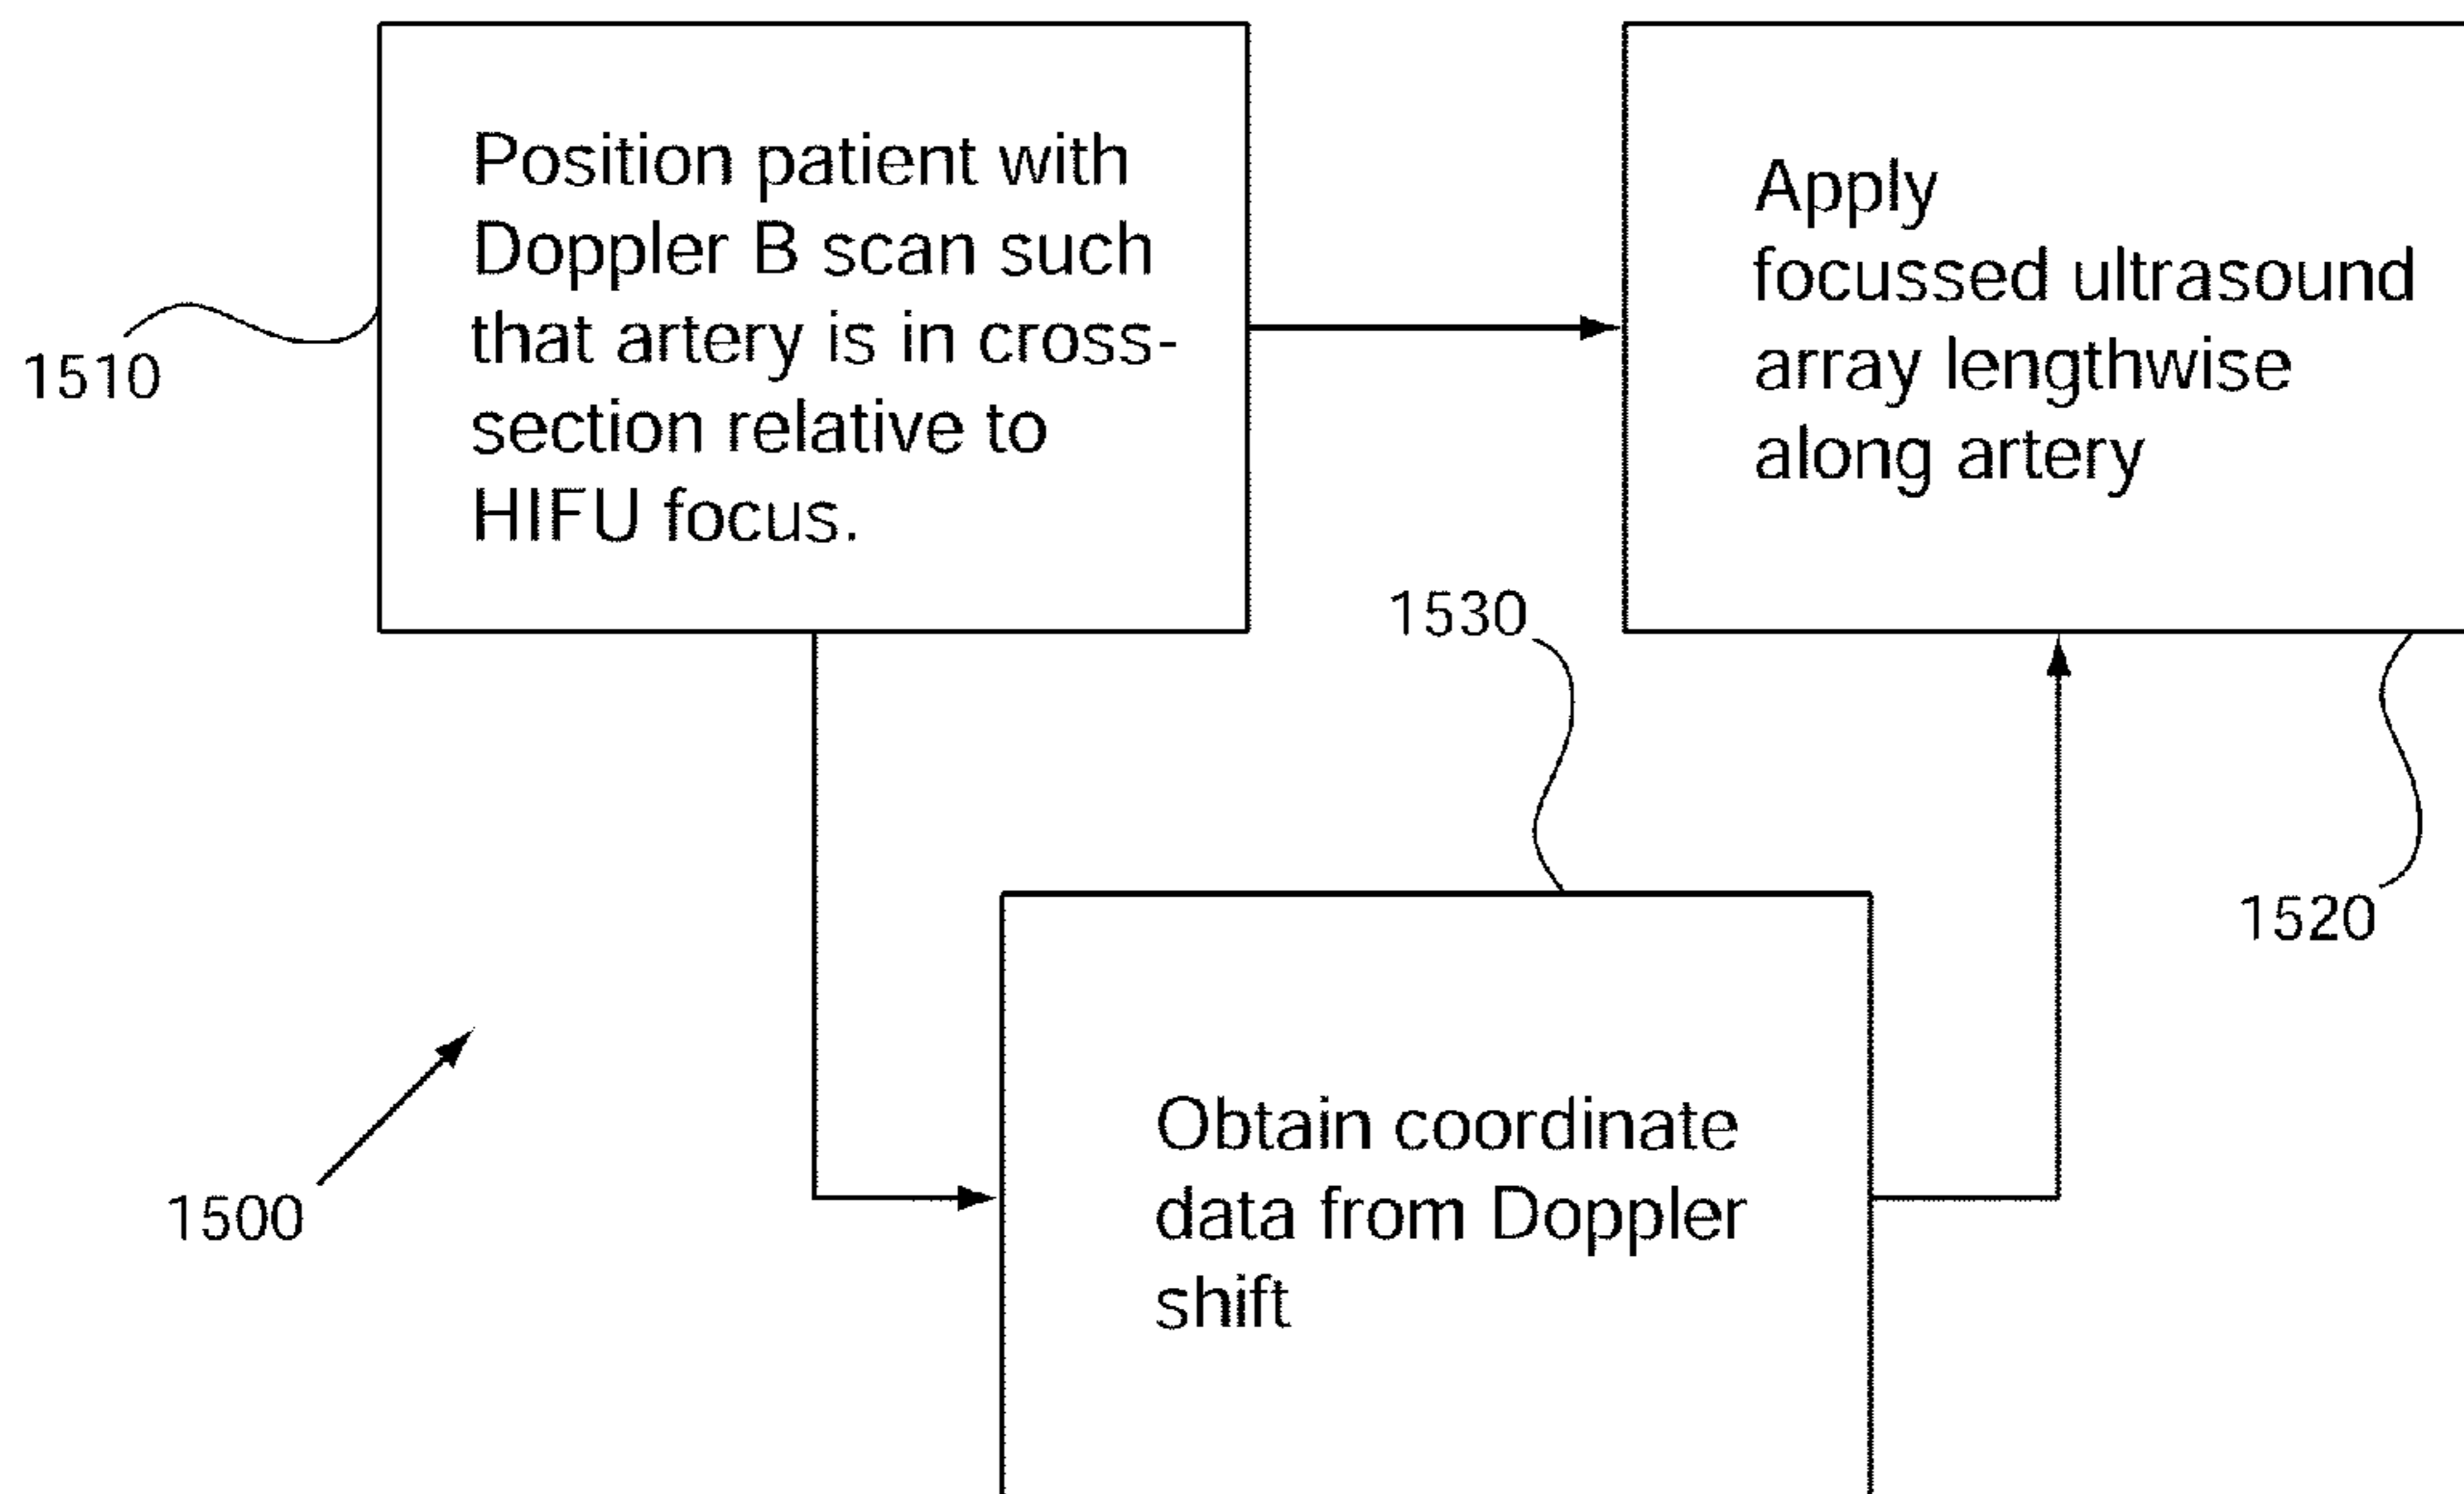 Position patient with
Doppler B scan such
that artery is in cross-
section relative to
HIFU focus.
1510
Apply
focussed ultrasound
array lengthwise
along artery
1520
1530
Obtain coordinate
data from Doppler
shift
1500